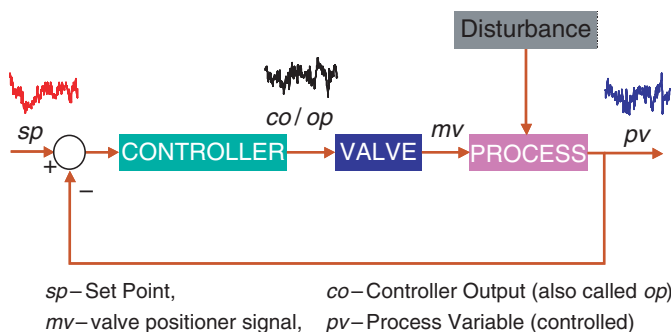 Disturbance
sp
co / op
mv
pv
+
CONTROLLER
VALVE
PROCESS
–
sp – Set Point,
co – Controller Output (also called op)
mv – valve positioner signal,
pv – Process Variable (controlled)